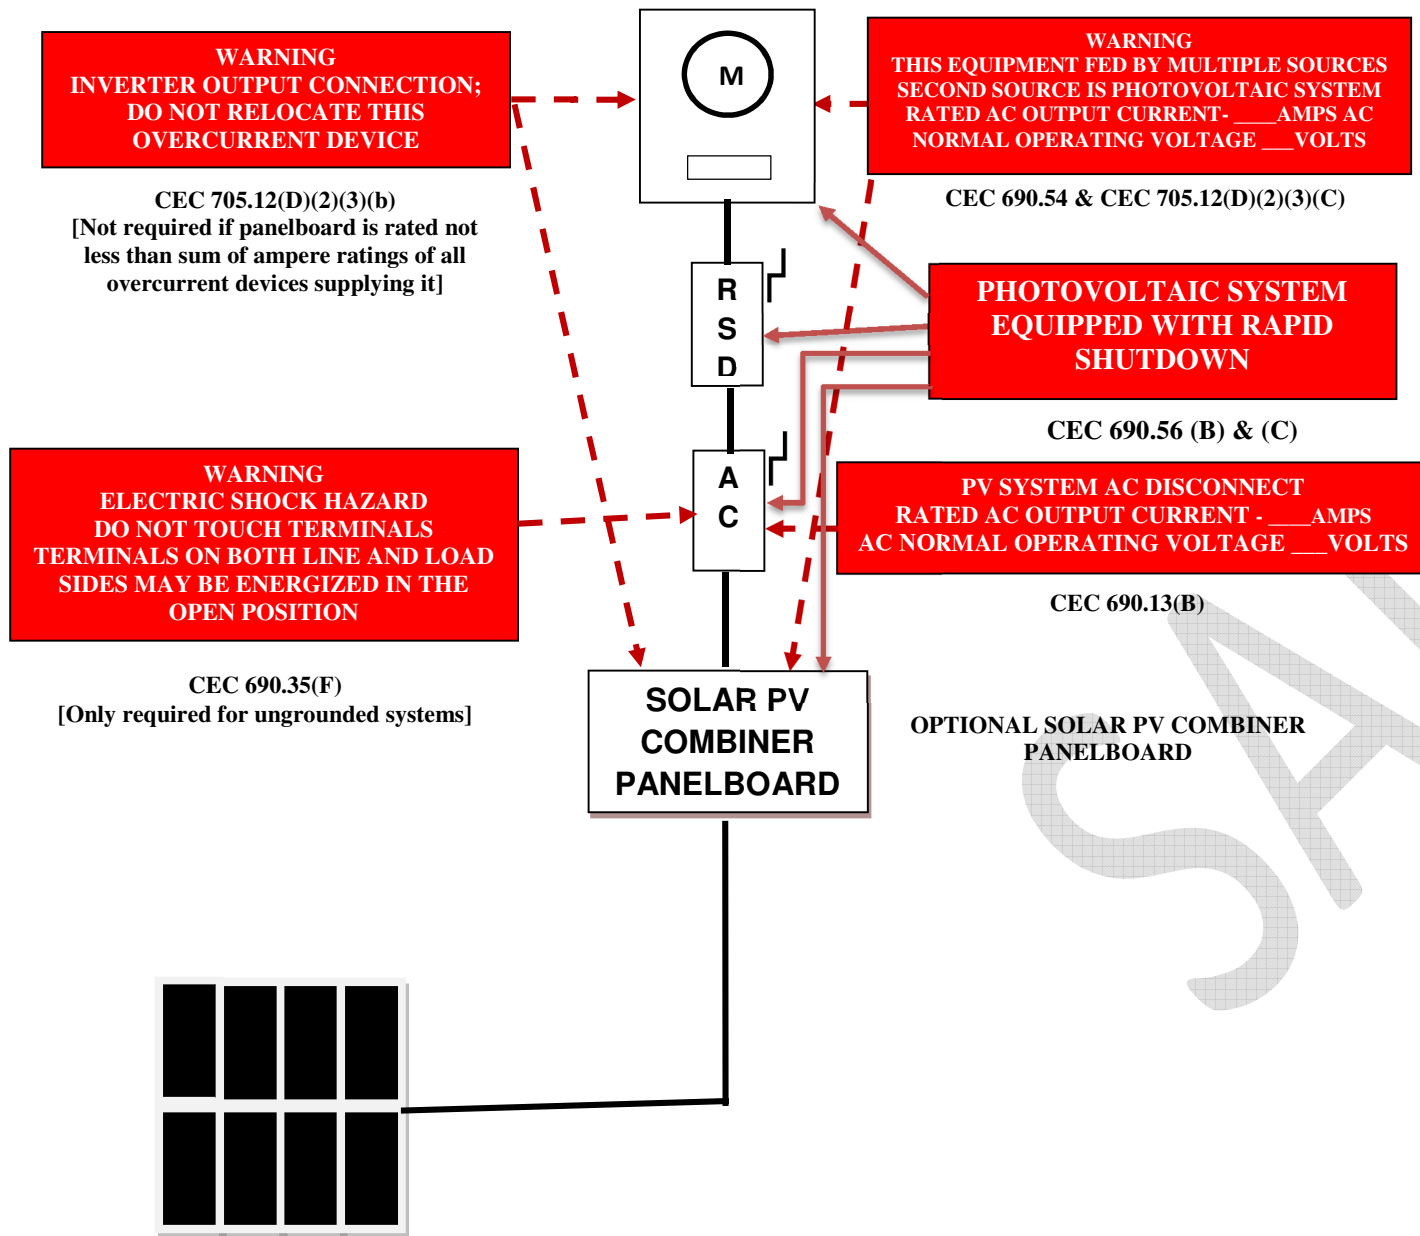 WARNING
INVERTER OUTPUT CONNECTION;
DO NOT RELOCATE THIS
OVERCURRENT DEVICE
CEC 705.12(D)(2)(3)(b)
[Not required if panelboard is rated not
less than sum of ampere ratings of all
overcurrent devices supplying it]
M
WARNING
THIS EQUIPMENT FED BY MULTIPLE SOURCES
SECOND SOURCE IS PHOTOVOLTAIC SYSTEM
RATED AC OUTPUT CURRENT- ____AMPS AC
NORMAL OPERATING VOLTAGE ___VOLTS
CEC 690.54 & CEC 705.12(D)(2)(3)(C)
R
S
D
PHOTOVOLTAIC SYSTEM
EQUIPPED WITH RAPID
SHUTDOWN
CEC 690.56 (B) & (C)
WARNING
ELECTRIC SHOCK HAZARD
DO NOT TOUCH TERMINALS
TERMINALS ON BOTH LINE AND LOAD
SIDES MAY BE ENERGIZED IN THE
OPEN POSITION
CEC 690.35(F)
[Only required for ungrounded systems]
A
C
PV SYSTEM AC DISCONNECT
RATED AC OUTPUT CURRENT - ____AMPS
AC NORMAL OPERATING VOLTAGE ___VOLTS
CEC 690.13(B)
SOLAR PV
COMBINER
PANELBOARD
OPTIONAL SOLAR PV COMBINER
PANELBOARD